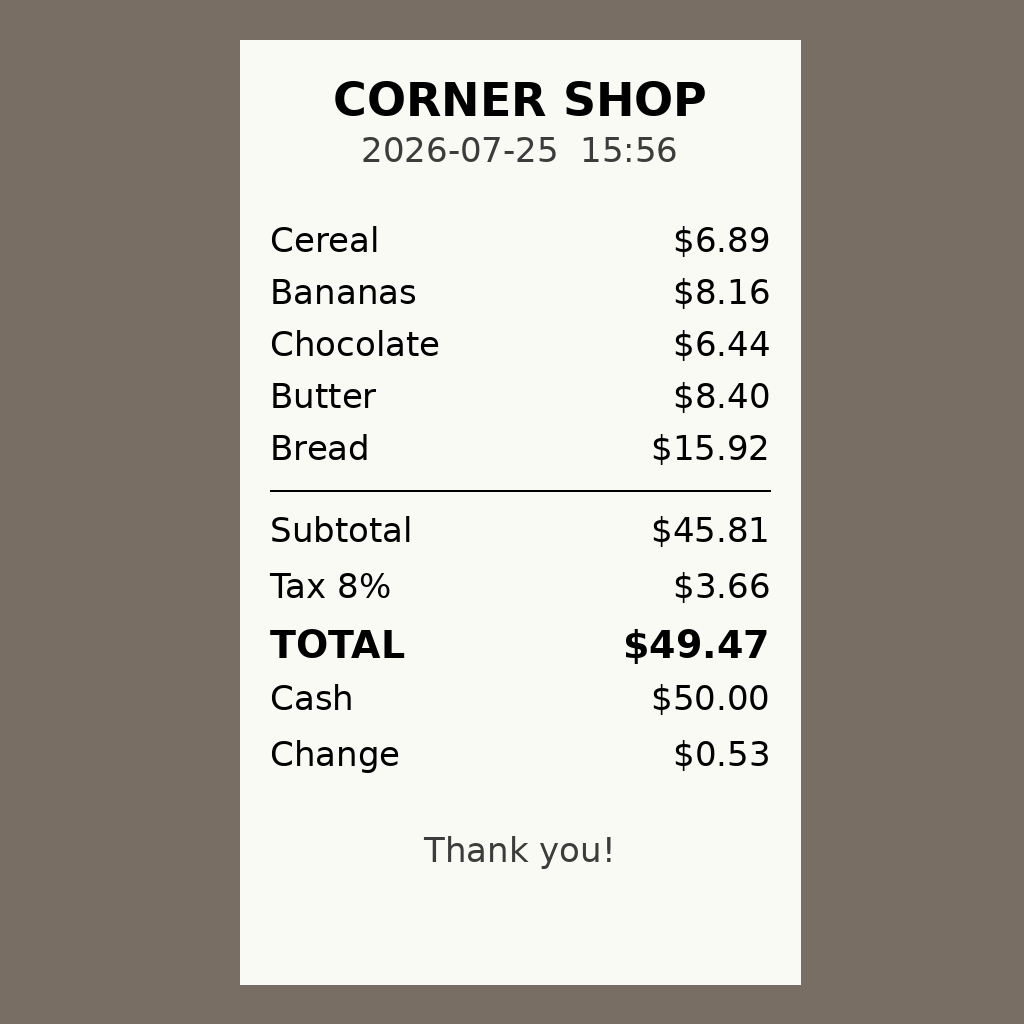 CORNER SHOP
2026-07-25  15:56
Cereal $6.89
Bananas $8.16
Chocolate $6.44
Butter $8.40
Bread $15.92
Subtotal $45.81
Tax 8% $3.66
TOTAL $49.47
Cash $50.00
Change $0.53
Thank you!